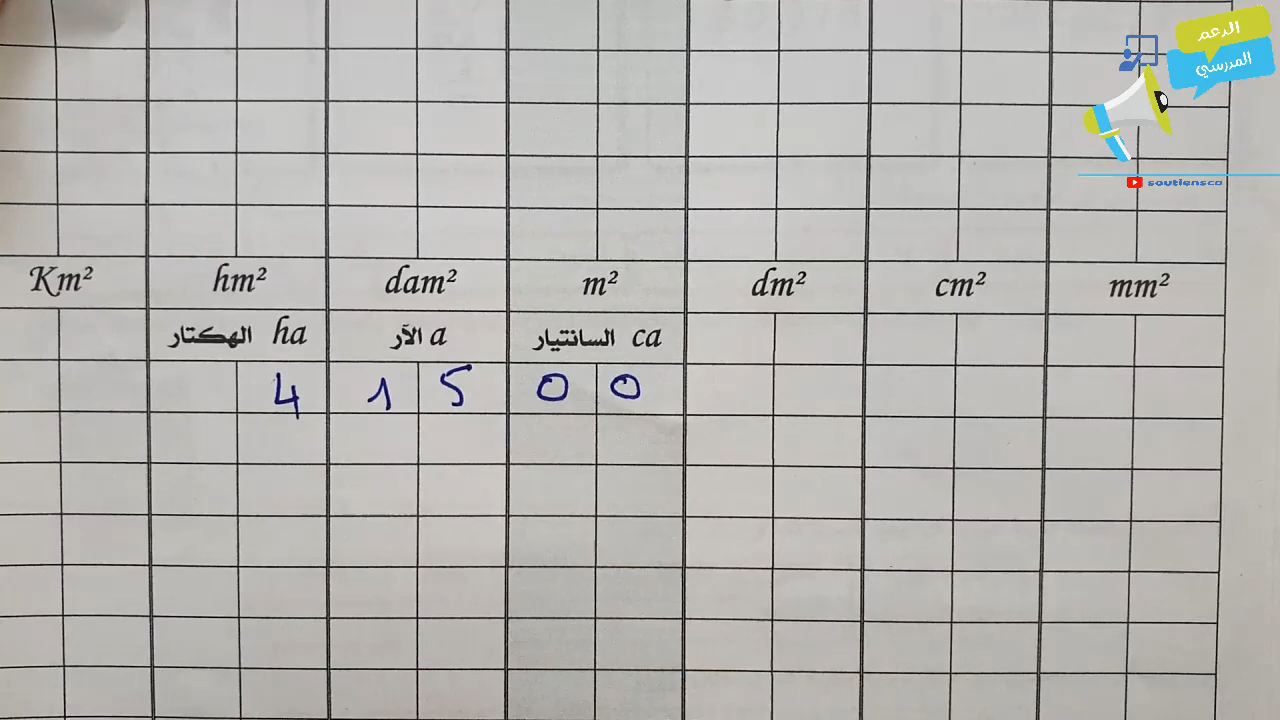 الدعم
المدرسي
soutiensca
Km² hm² dam² m² dm² cm² mm²
الهكتار ha الآر a السانتيار ca
4 1 5 0 0